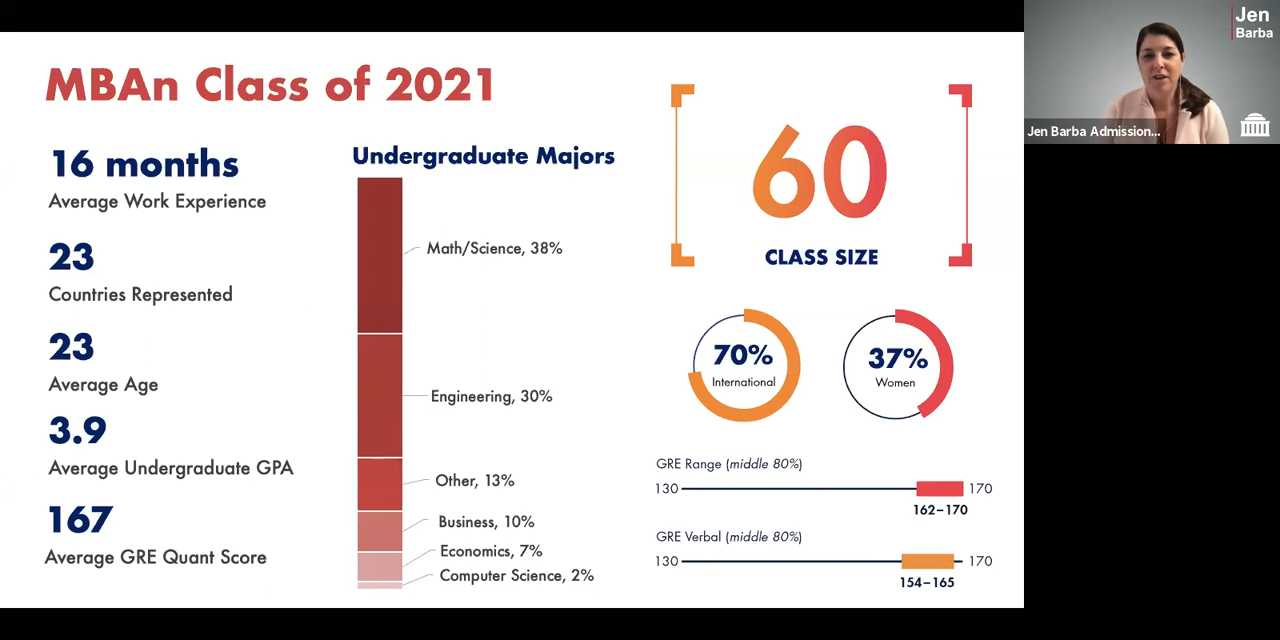 MBAn Class of 2021
16 months
Average Work Experience
23
Countries Represented
23
Average Age
3.9
Average Undergraduate GPA
167
Average GRE Quant Score
Undergraduate Majors
Math/Science, 38%
Engineering, 30%
Other, 13%
Business, 10%
Economics, 7%
Computer Science, 2%
60
CLASS SIZE
70%
International
37%
Women
GRE Range (middle 80%)
130 170
162–170
GRE Verbal (middle 80%)
130 170
154–165
Jen
Barba
Jen Barba Admission...